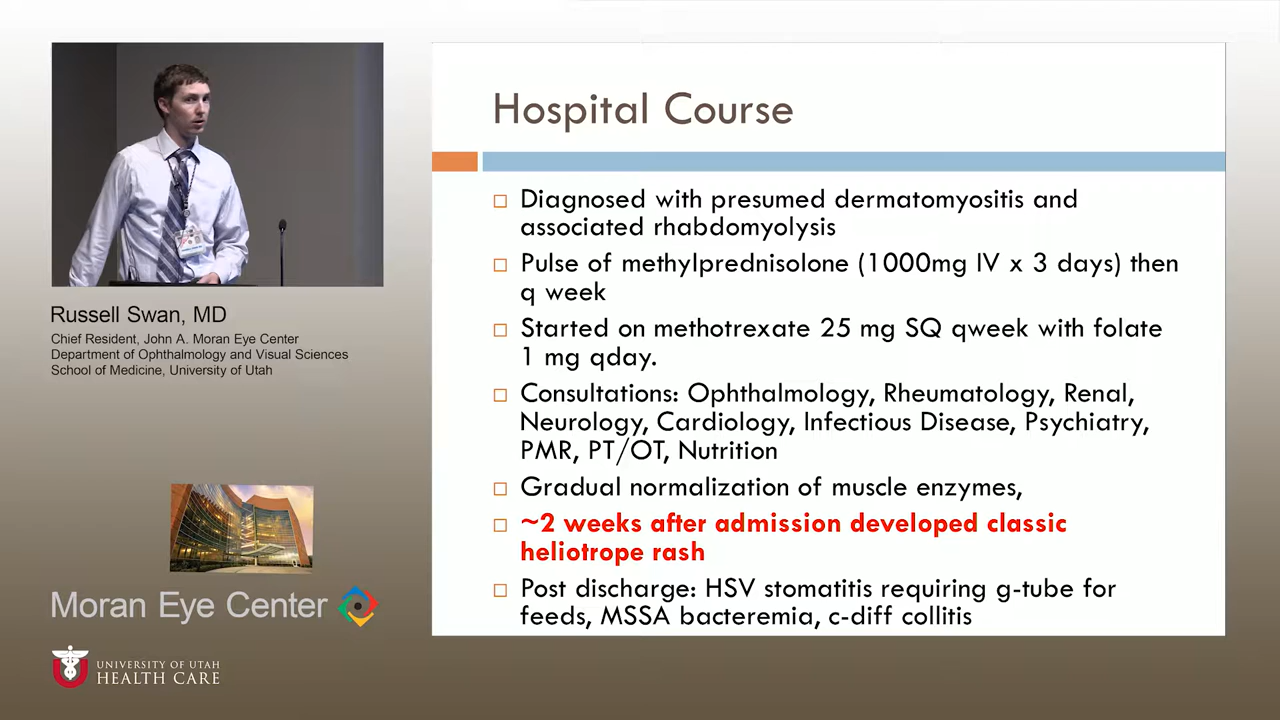 Hospital Course
Diagnosed with presumed dermatomyositis and
associated rhabdomyolysis
Pulse of methylprednisolone (1000mg IV x 3 days) then
q week
Started on methotrexate 25 mg SQ qweek with folate
1 mg qday.
Consultations: Ophthalmology, Rheumatology, Renal,
Neurology, Cardiology, Infectious Disease, Psychiatry,
PMR, PT/OT, Nutrition
Gradual normalization of muscle enzymes,
~2 weeks after admission developed classic
heliotrope rash
Post discharge: HSV stomatitis requiring g-tube for
feeds, MSSA bacteremia, c-diff collitis
Russell Swan, MD
Chief Resident, John A. Moran Eye Center
Department of Ophthalmology and Visual Sciences
School of Medicine, University of Utah
Moran Eye Center
UNIVERSITY OF UTAH
HEALTH CARE